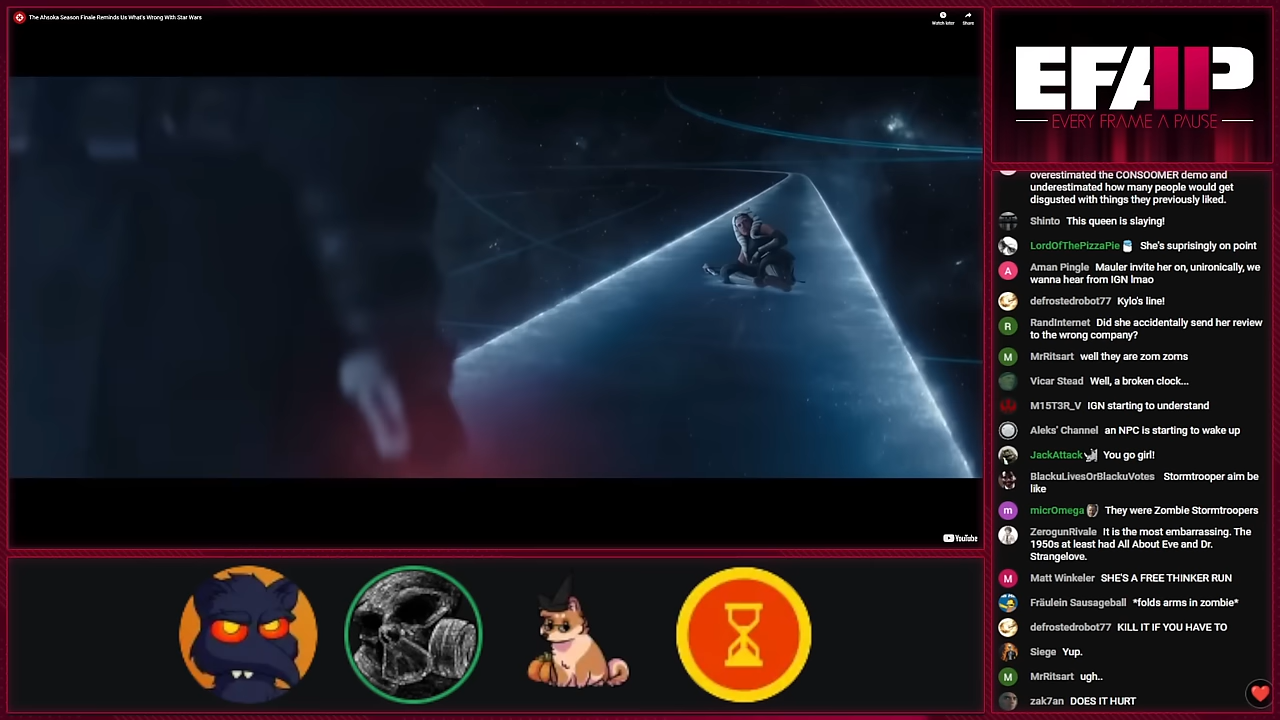 The Ahsoka Season Finale Reminds Us What's Wrong With Star Wars
Watch later
Share
YouTube
EFAP
EVERY FRAME A PAUSE
overestimated the CONSOOMER demo and
underestimated how many people would get
disgusted with things they previously liked.
Shinto This queen is slaying!
LordOfThePizzaPie She's suprisingly on point
Aman Pingle Mauler invite her on, unironically, we
wanna hear from IGN lmao
defrostedrobot77 Kylo's line!
RandInternet Did she accidentally send her review
to the wrong company?
MrRitsart well they are zom zoms
Vicar Stead Well, a broken clock...
M15T3R_V IGN starting to understand
Aleks' Channel an NPC is starting to wake up
JackAttack You go girl!
BlackuLivesOrBlackuVotes Stormtrooper aim be
like
micrOmega They were Zombie Stormtroopers
ZerogunRivale It is the most embarrassing. The
1950s at least had All About Eve and Dr.
Strangelove.
Matt Winkeler SHE'S A FREE THINKER RUN
Fräulein Sausageball *folds arms in zombie*
defrostedrobot77 KILL IT IF YOU HAVE TO
Siege Yup.
MrRitsart ugh..
zak7an DOES IT HURT